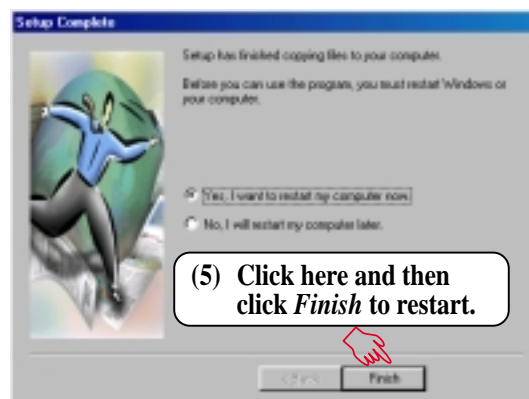 Setup Complete
Setup has finished copying files to your computer.
Before you can use the program, you must restart Windows or
your computer.
Yes, I want to restart my computer now.
No, I will restart my computer later.
(5) Click here and then
click Finish to restart.
< Back
Finish